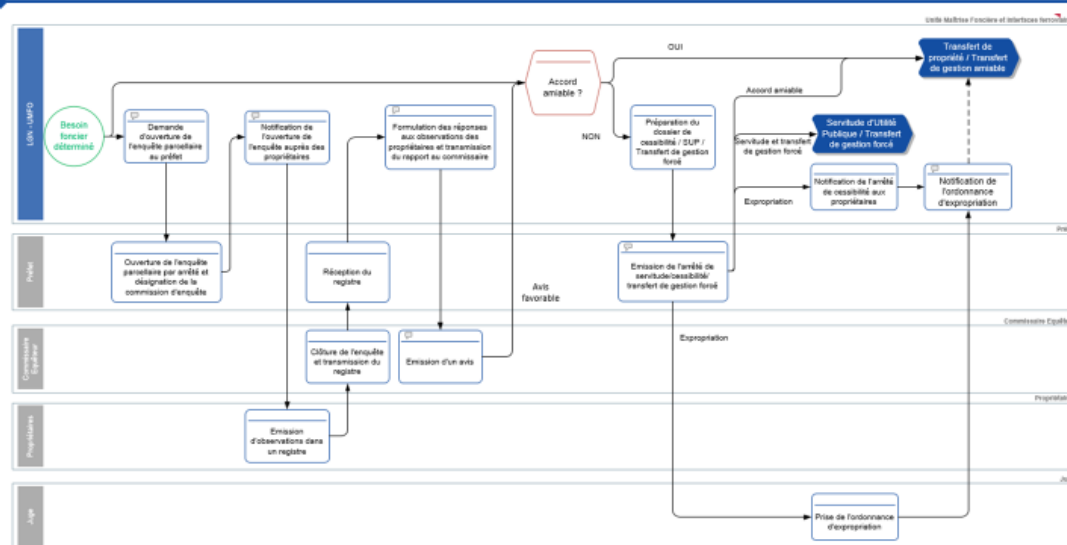 Unité Maîtrise Foncière et Interfaces ferroviai
LGN - UMFO
Besoin
foncier
déterminé
Demande
d'ouverture de
l'enquête parcellaire
au préfet
Notification de
l'ouverture de
l'enquête auprès des
propriétaires
Formulation des réponses
aux observations des
propriétaires et transmission
du rapport au commissaire
Accord
amiable ?
OUI
NON
Préparation du
dossier de
cessibilité / SUP /
Transfert de gestion
forcé
Accord amiable
Servitude et transfert
de gestion forcé
Expropriation
Transfert de
propriété / Transfert
de gestion amiable
Servitude d'Utilité
Publique / Transfert
de gestion forcé
Notification de l'arrêté
de cessibilité aux
propriétaires
Notification de
l'ordonnance
d'expropriation
Pré
Préfet
Ouverture de l'enquête
parcellaire par arrêté et
désignation de la
commission d'enquête
Réception du
registre
Avis
favorable
Emission de l'arrêté de
servitude/cessibilité/
transfert de gestion forcé
Commissaire Equête
Commissaire
Equêteur
Clôture de l'enquête
et transmission du
registre
Emission d'un avis
Expropriation
Propriétair
Propriétaires
Emission
d'observations dans
un registre
Juge
Prise de l'ordonnance
d'expropriation